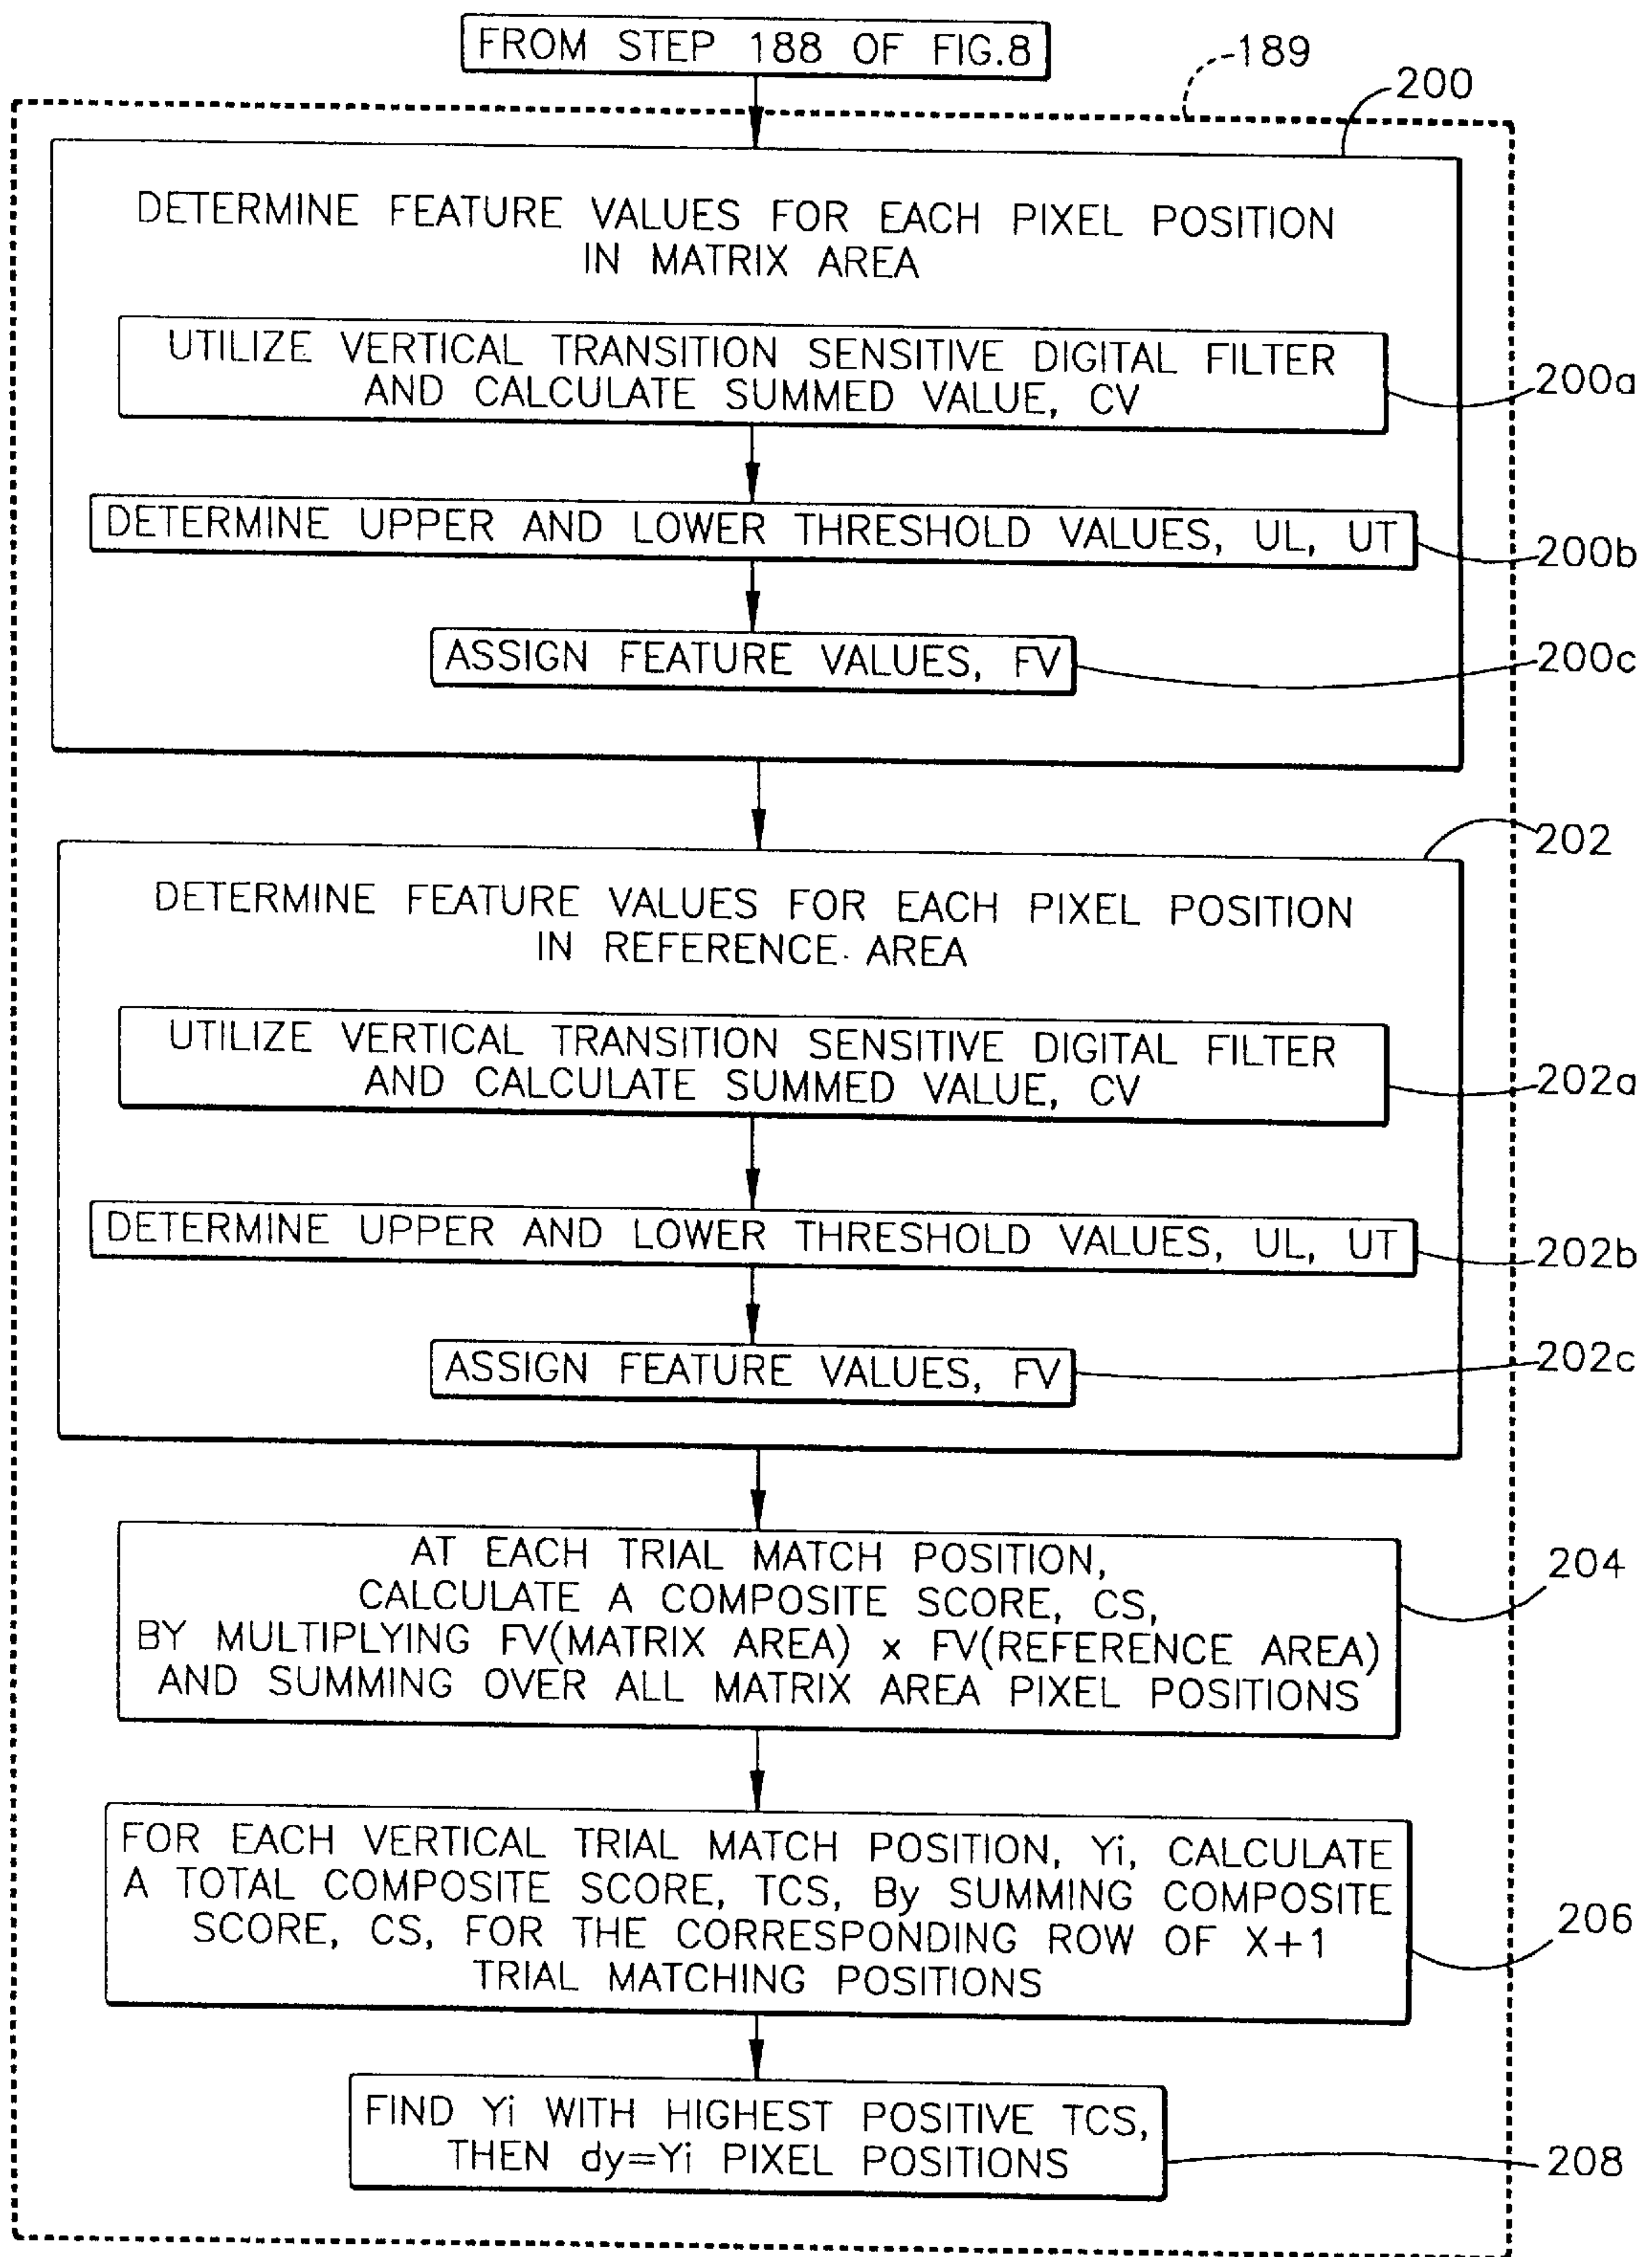 FROM STEP 188 OF FIG.8
189
200
DETERMINE FEATURE VALUES FOR EACH PIXEL POSITION
IN MATRIX AREA
UTILIZE VERTICAL TRANSITION SENSITIVE DIGITAL FILTER
AND CALCULATE SUMMED VALUE, CV
200a
DETERMINE UPPER AND LOWER THRESHOLD VALUES, UL, UT
200b
ASSIGN FEATURE VALUES, FV
200c
202
DETERMINE FEATURE VALUES FOR EACH PIXEL POSITION
IN REFERENCE AREA
UTILIZE VERTICAL TRANSITION SENSITIVE DIGITAL FILTER
AND CALCULATE SUMMED VALUE, CV
202a
DETERMINE UPPER AND LOWER THRESHOLD VALUES, UL, UT
202b
ASSIGN FEATURE VALUES, FV
202c
AT EACH TRIAL MATCH POSITION,
CALCULATE A COMPOSITE SCORE, CS,
BY MULTIPLYING FV(MATRIX AREA) x FV(REFERENCE AREA)
AND SUMMING OVER ALL MATRIX AREA PIXEL POSITIONS
204
FOR EACH VERTICAL TRIAL MATCH POSITION, Yi, CALCULATE
A TOTAL COMPOSITE SCORE, TCS, By SUMMING COMPOSITE
SCORE, CS, FOR THE CORRESPONDING ROW OF X+1
TRIAL MATCHING POSITIONS
206
FIND Yi WITH HIGHEST POSITIVE TCS,
THEN dy=Yi PIXEL POSITIONS
208